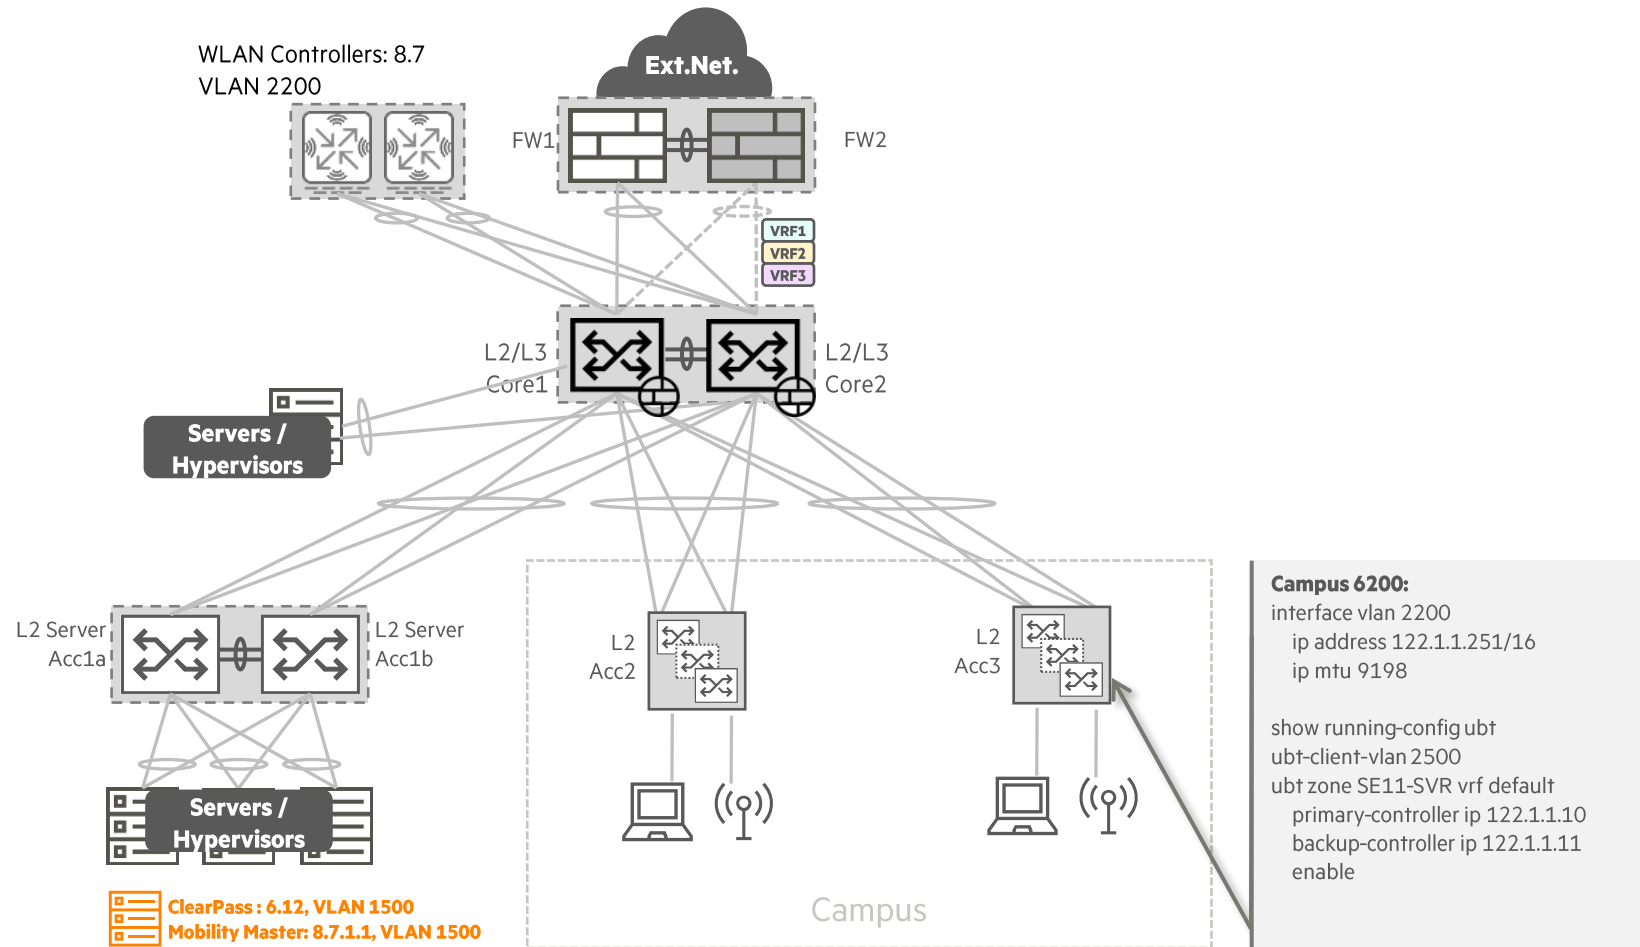 WLAN Controllers: 8.7
VLAN 2200
Ext.Net.
FW1
FW2
VRF1
VRF2
VRF3
L2/L3
Core1
L2/L3
Core2
Servers /
Hypervisors
L2 Server
Acc1a
L2 Server
Acc1b
L2
Acc2
L2
Acc3
Servers /
Hypervisors
ClearPass : 6.12, VLAN 1500
Mobility Master: 8.7.1.1, VLAN 1500
Campus
Campus 6200:
interface vlan 2200
ip address 122.1.1.251/16
ip mtu 9198
show running-config ubt
ubt-client-vlan 2500
ubt zone SE11-SVR vrf default
primary-controller ip 122.1.1.10
backup-controller ip 122.1.1.11
enable